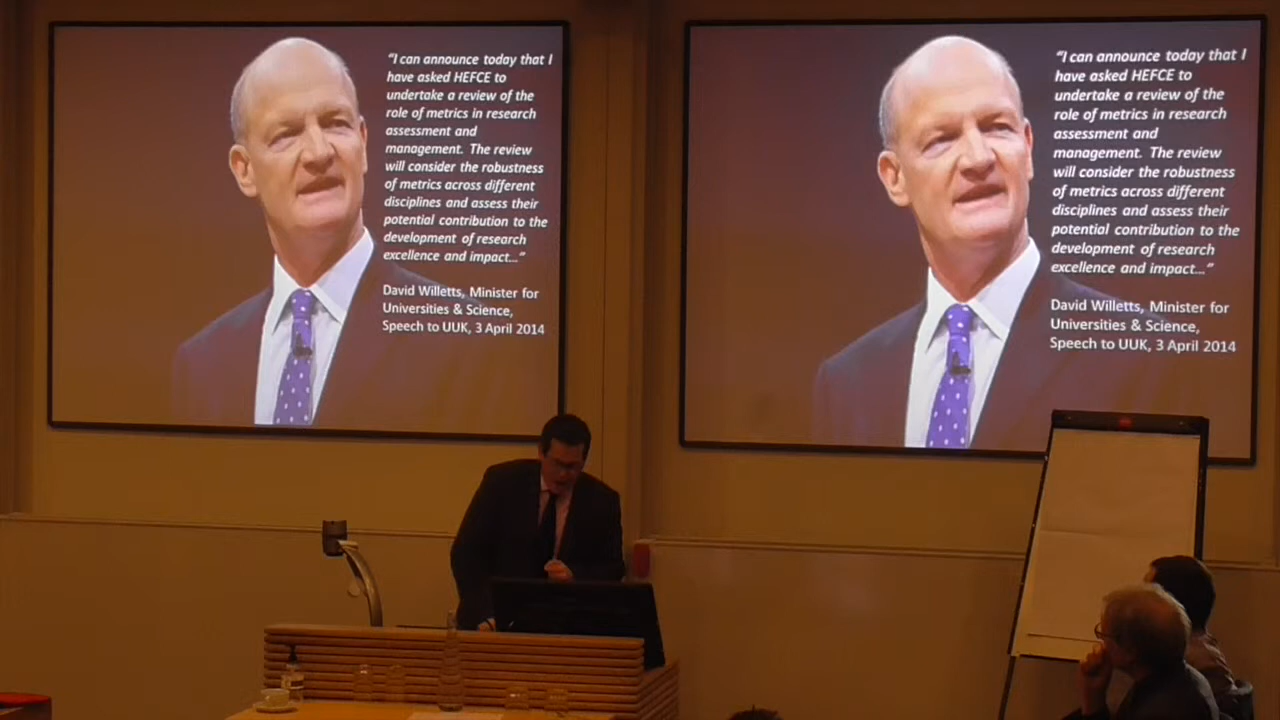 “I can announce today that I
have asked HEFCE to
undertake a review of the
role of metrics in research
assessment and
management. The review
will consider the robustness
of metrics across different
disciplines and assess their
potential contribution to the
development of research
excellence and impact...”
David Willetts, Minister for
Universities & Science,
Speech to UUK, 3 April 2014
“I can announce today that I
have asked HEFCE to
undertake a review of the
role of metrics in research
assessment and
management. The review
will consider the robustness
of metrics across different
disciplines and assess their
potential contribution to the
development of research
excellence and impact...”
David Willetts, Minister for
Universities & Science,
Speech to UUK, 3 April 2014